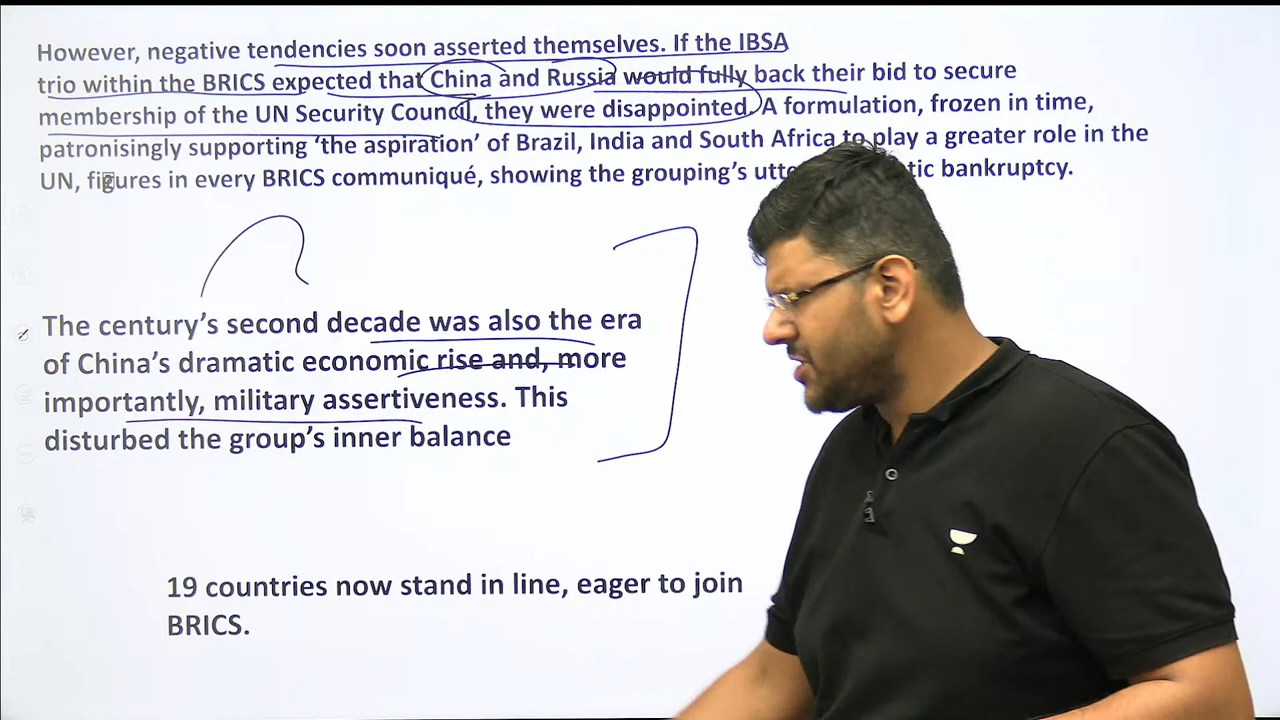 However, negative tendencies soon asserted themselves. If the IBSA
trio within the BRICS expected that China and Russia would fully back their bid to secure
membership of the UN Security Council, they were disappointed. A formulation, frozen in time,
patronisingly supporting ‘the aspiration’ of Brazil, India and South Africa to play a greater role in the
UN, figures in every BRICS communiqué, showing the grouping’s bankruptcy.
The century’s second decade was also the era
of China’s dramatic economic rise and, more
importantly, military assertiveness. This
disturbed the group’s inner balance
19 countries now stand in line, eager to join
BRICS.